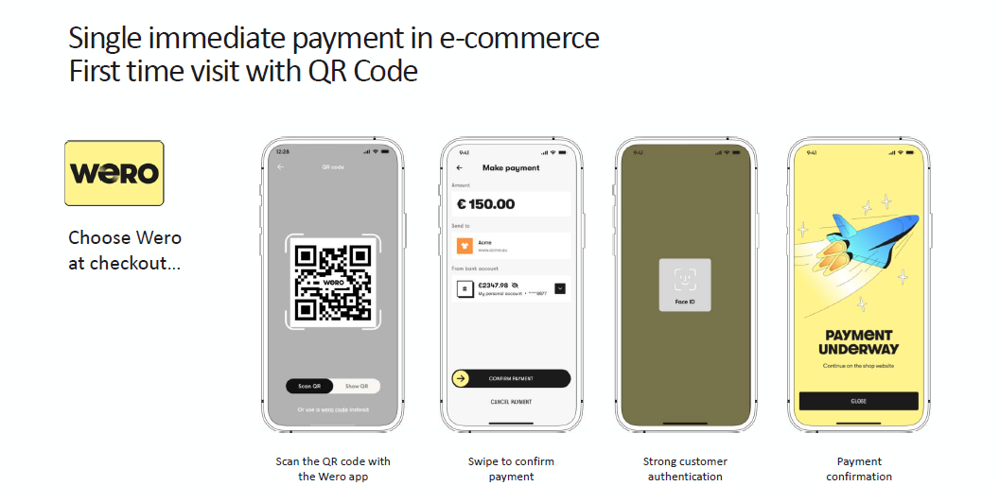 Single immediate payment in e-commerce
First time visit with QR Code
wero
Choose Wero
at checkout...
12:28
QR code
wero
Scan QR
Show QR
Or use a wero code instead
Scan the QR code with
the Wero app
9:41
Make payment
Amount
€ 150.00
Send to
Acme
www.acme.eu
From bank account
€2347.98
My personal account • ****8877
CONFIRM PAYMENT
CANCEL PAYMENT
Swipe to confirm
payment
9:41
Face ID
Strong customer
authentication
9:41
PAYMENT
UNDERWAY
Continue on the shop website
CLOSE
Payment
confirmation